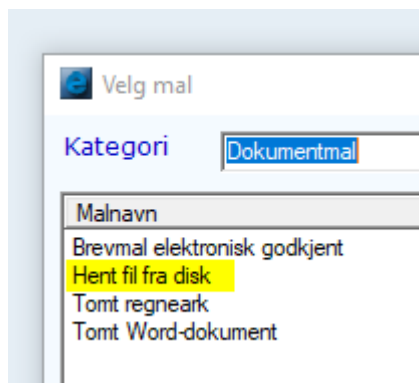 Velg mal
Kategori Dokumentmal
Malnavn
Brevmal elektronisk godkjent
Hent fil fra disk
Tomt regneark
Tomt Word-dokument